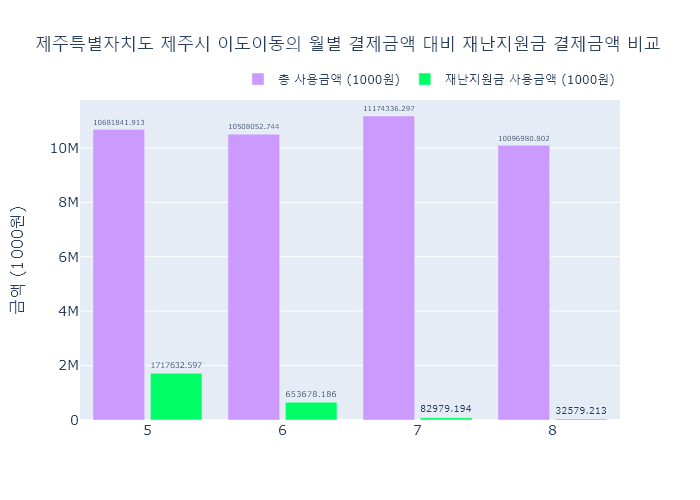 제주특별자치도 제주시 이도이동의 월별 결제금액 대비 재난지원금 결제금액 비교
총 사용금액 (1000원) 재난지원금 사용금액 (1000원)
금액 (1000원)
10M
8M
6M
4M
2M
0
10681841.913
10508052.744
11174336.297
10096980.802
1717632.597
653678.186
82979.194
32579.213
5 6 7 8